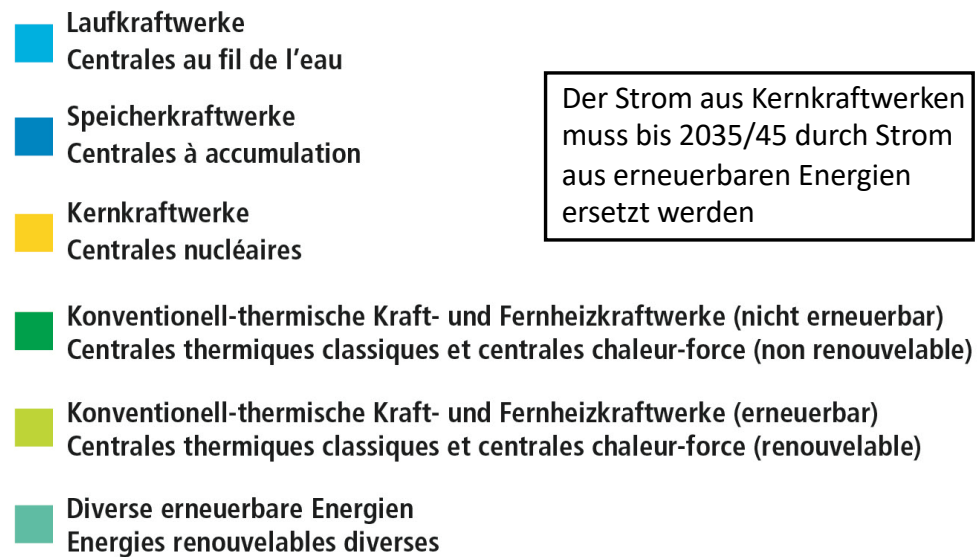 Laufkraftwerke
Centrales au fil de l'eau
Speicherkraftwerke
Centrales à accumulation
Kernkraftwerke
Centrales nucléaires
Der Strom aus Kernkraftwerken
muss bis 2035/45 durch Strom
aus erneuerbaren Energien
ersetzt werden
Konventionell-thermische Kraft- und Fernheizkraftwerke (nicht erneuerbar)
Centrales thermiques classiques et centrales chaleur-force (non renouvelable)
Konventionell-thermische Kraft- und Fernheizkraftwerke (erneuerbar)
Centrales thermiques classiques et centrales chaleur-force (renouvelable)
Diverse erneuerbare Energien
Energies renouvelables diverses